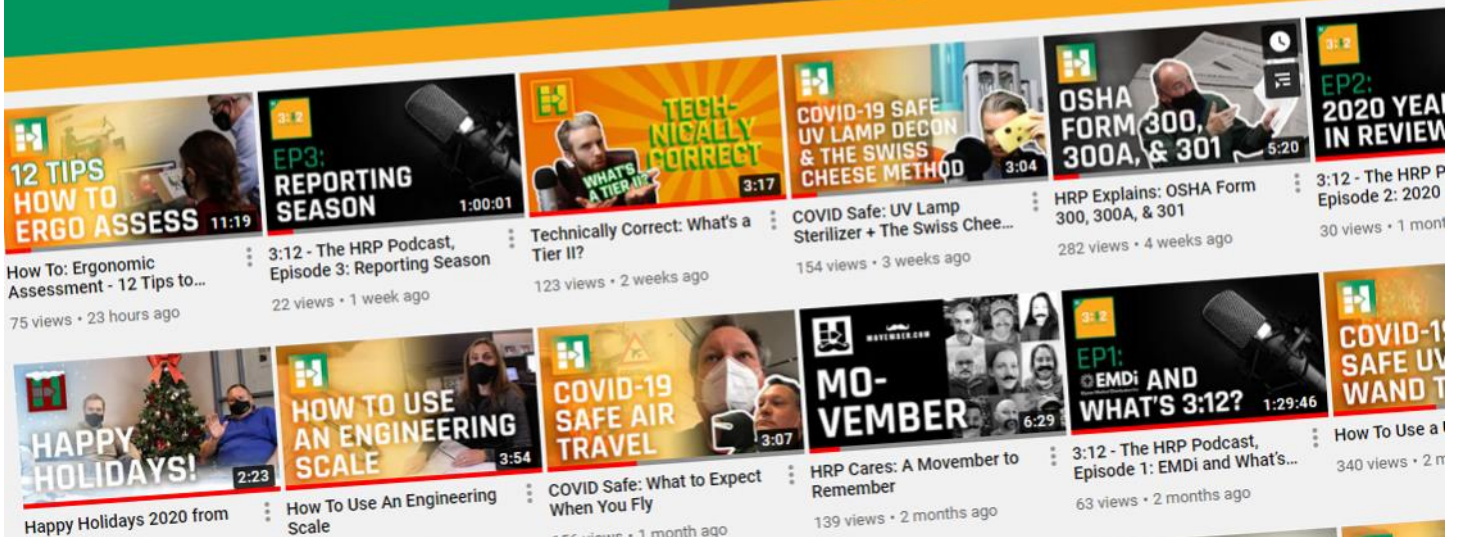 12 TIPS
HOW TO
ERGO ASSESS
11:19
How To: Ergonomic
Assessment - 12 Tips to...
75 views • 23 hours ago
3:12
EP3:
REPORTING
SEASON
1:00:01
3:12 - The HRP Podcast,
Episode 3: Reporting Season
22 views • 1 week ago
TECH-
NICALLY
CORRECT
WHAT'S
A TIER II?
3:17
Technically Correct: What's a
Tier II?
123 views • 2 weeks ago
COVID-19 SAFE
UV LAMP DECON
& THE SWISS
CHEESE METHOD
3:04
COVID Safe: UV Lamp
Sterilizer + The Swiss Chee...
154 views • 3 weeks ago
OSHA
FORM 300,
300A, & 301
5:20
HRP Explains: OSHA Form
300, 300A, & 301
282 views • 4 weeks ago
3:12
EP2:
2020 YEA
IN REVIEW
3:12 - The HRP P
Episode 2: 2020
30 views • 1 mont
HAPPY
HOLIDAYS!
2:23
Happy Holidays 2020 from
HOW TO USE
AN ENGINEERING
SCALE
3:54
How To Use An Engineering
Scale
COVID-19
SAFE AIR
TRAVEL
3:07
COVID Safe: What to Expect
When You Fly
views • 1 month ago
MOVEMBER.COM
MO-
VEMBER
6:29
HRP Cares: A Movember to
Remember
139 views • 2 months ago
3:12
EP1:
EMDi AND
WHAT'S 3:12?
1:29:46
3:12 - The HRP Podcast,
Episode 1: EMDi and What's...
63 views • 2 months ago
COVID-1
SAFE UV
WAND T
How To Use a
340 views • 2 m